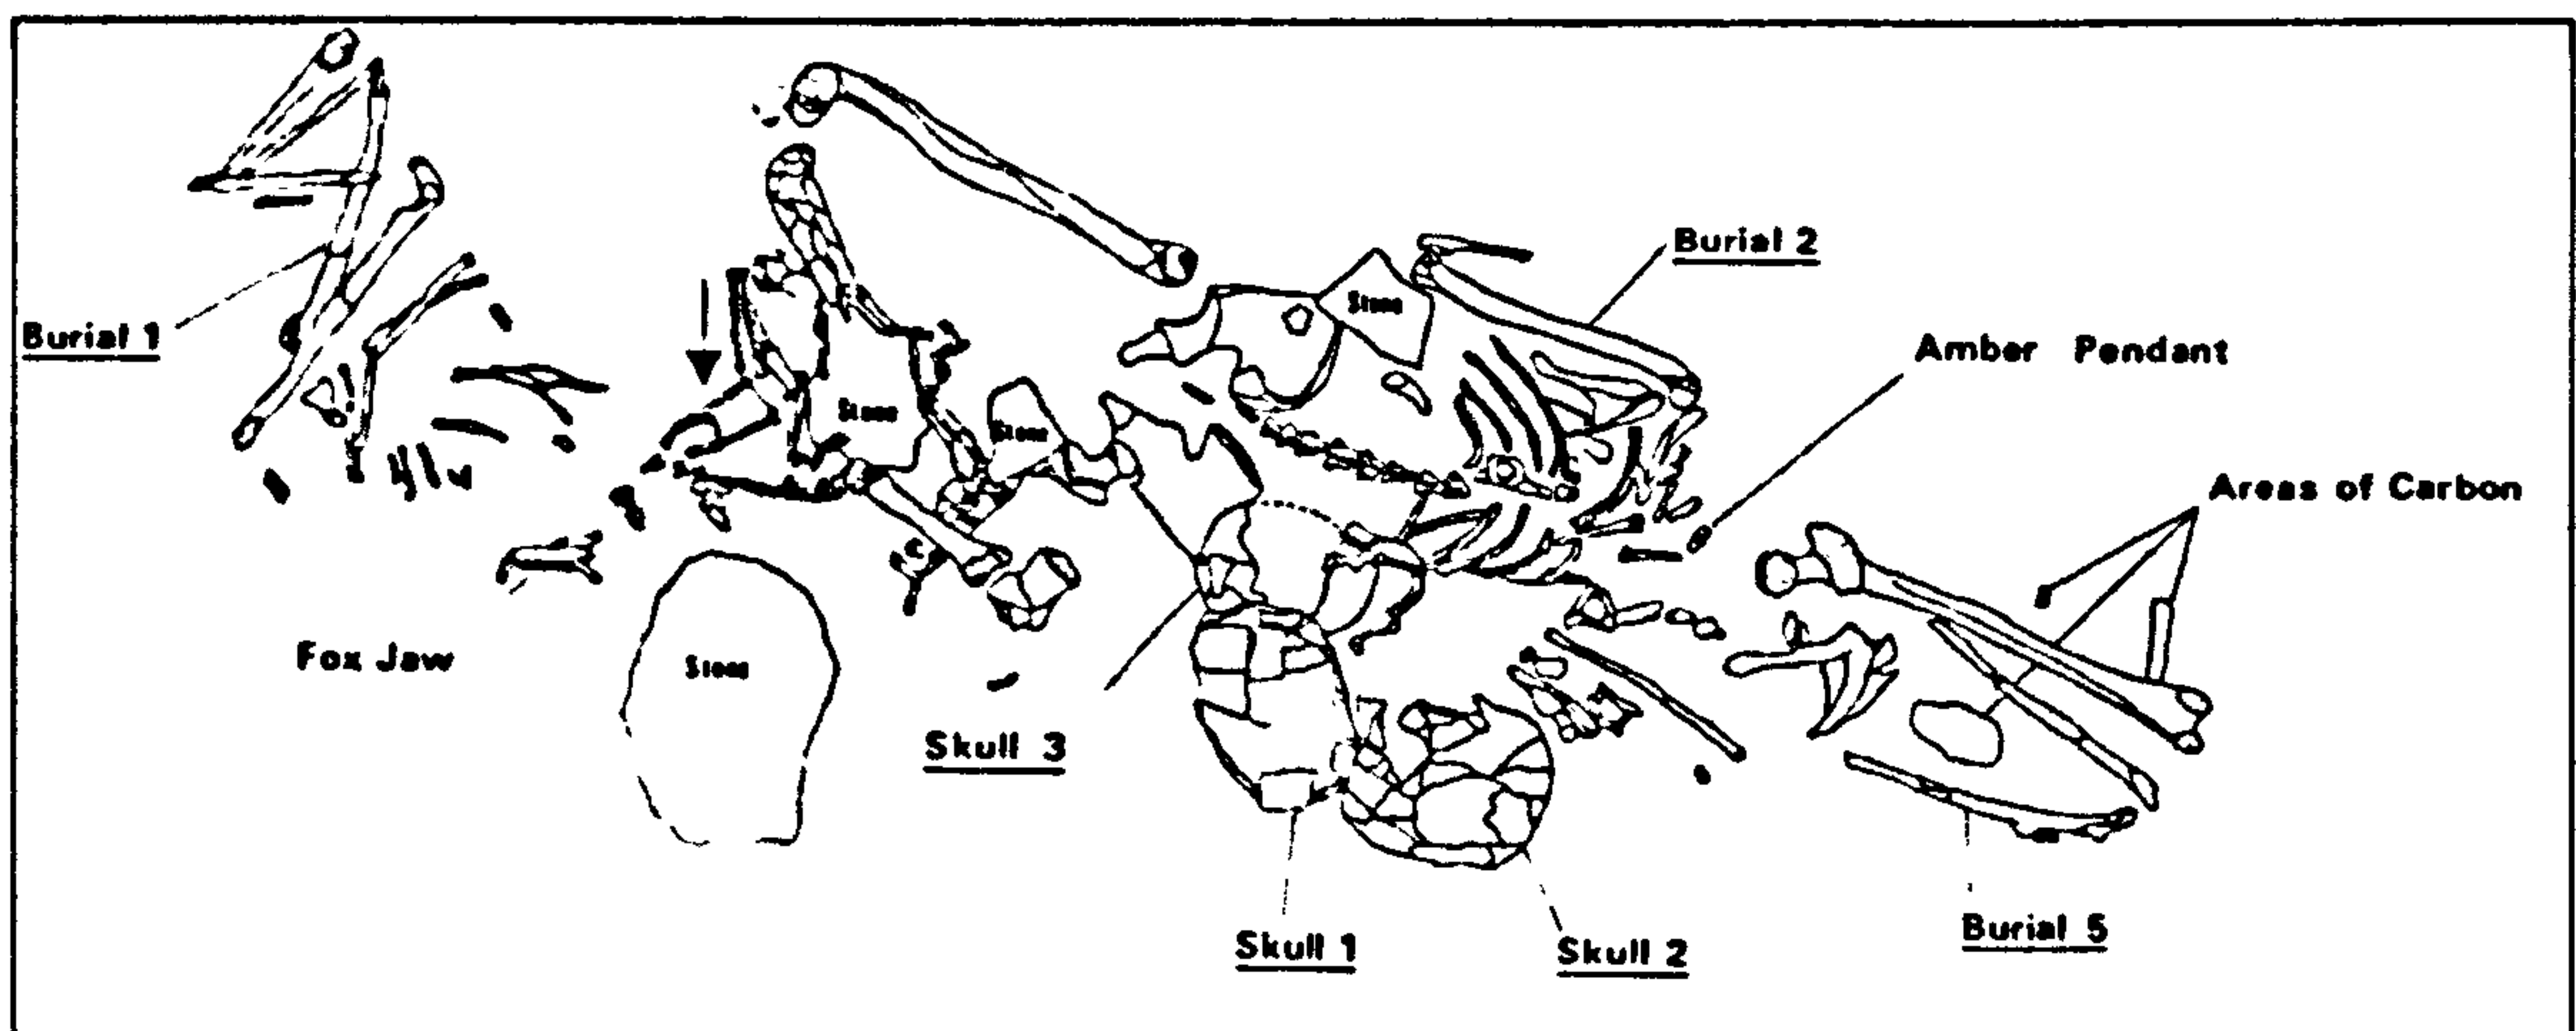 Burial 2
Stone
Burial 1
Amber Pendant
Stone
Stone
Areas of Carbon
Fox Jaw
Stone
Skull 3
Burial 5
Skull 1
Skull 2